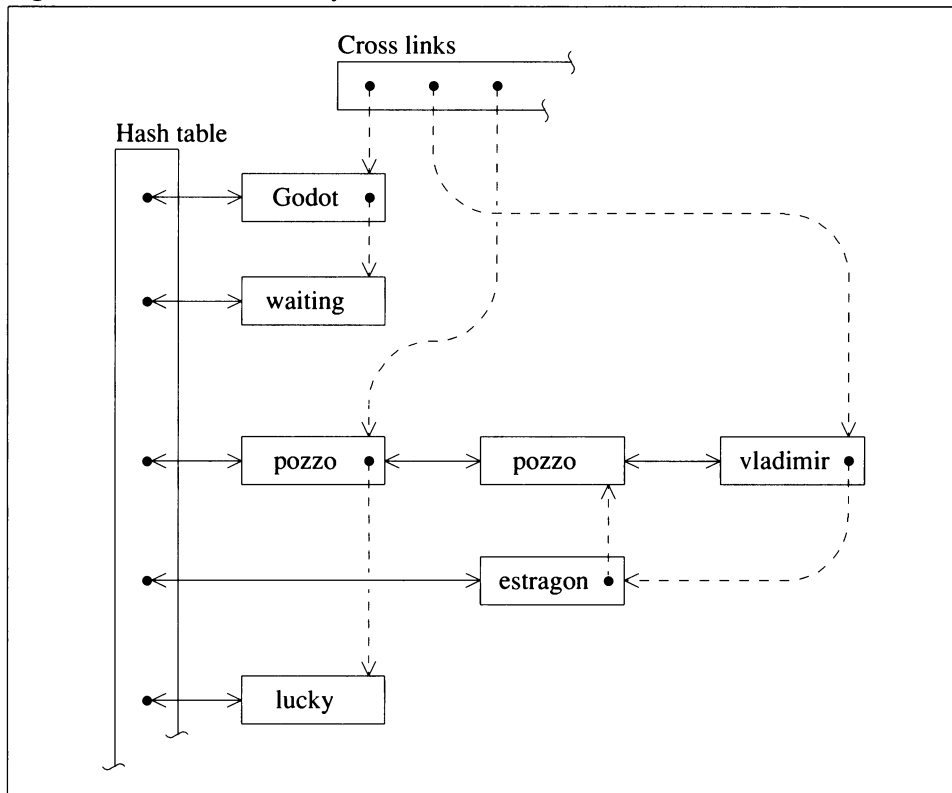 Cross links
Hash table
Godot
waiting
pozzo pozzo vladimir
estragon
lucky